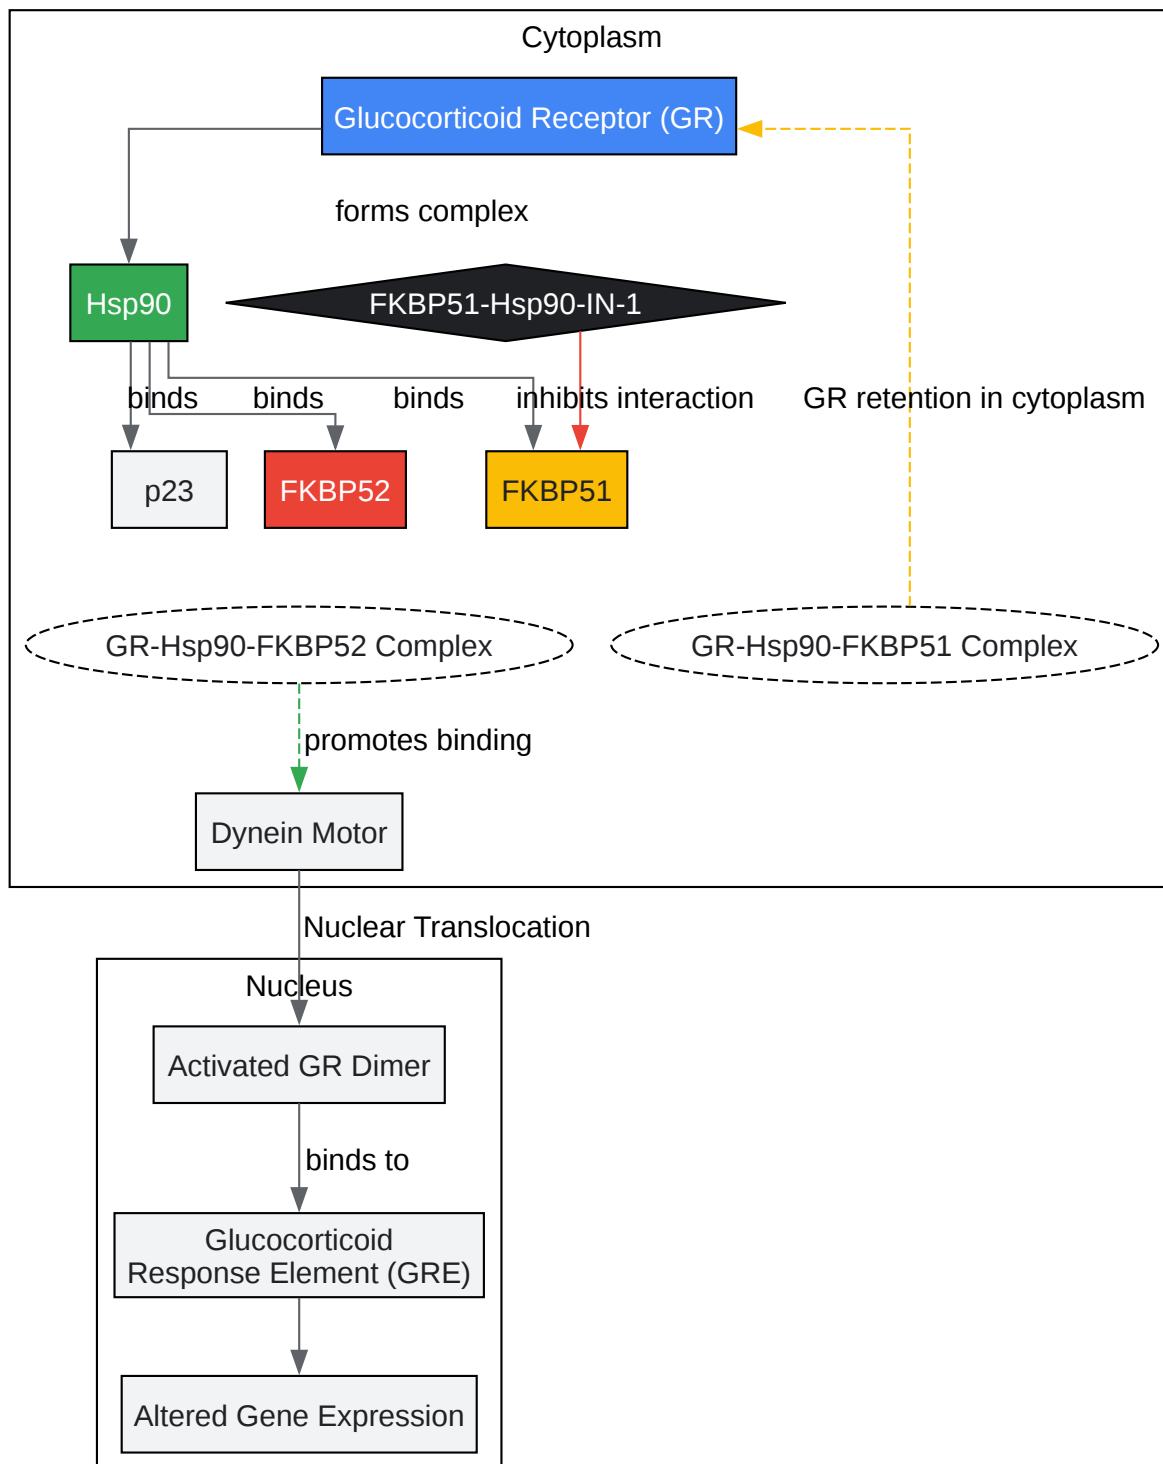 Cytoplasm
Glucocorticoid Receptor (GR)
forms complex
Hsp90
FKBP51-Hsp90-IN-1
binds
binds
binds
inhibits interaction
GR retention in cytoplasm
p23
FKBP52
FKBP51
GR-Hsp90-FKBP52 Complex
GR-Hsp90-FKBP51 Complex
promotes binding
Dynein Motor
Nuclear Translocation
Nucleus
Activated GR Dimer
binds to
Glucocorticoid
Response Element (GRE)
Altered Gene Expression